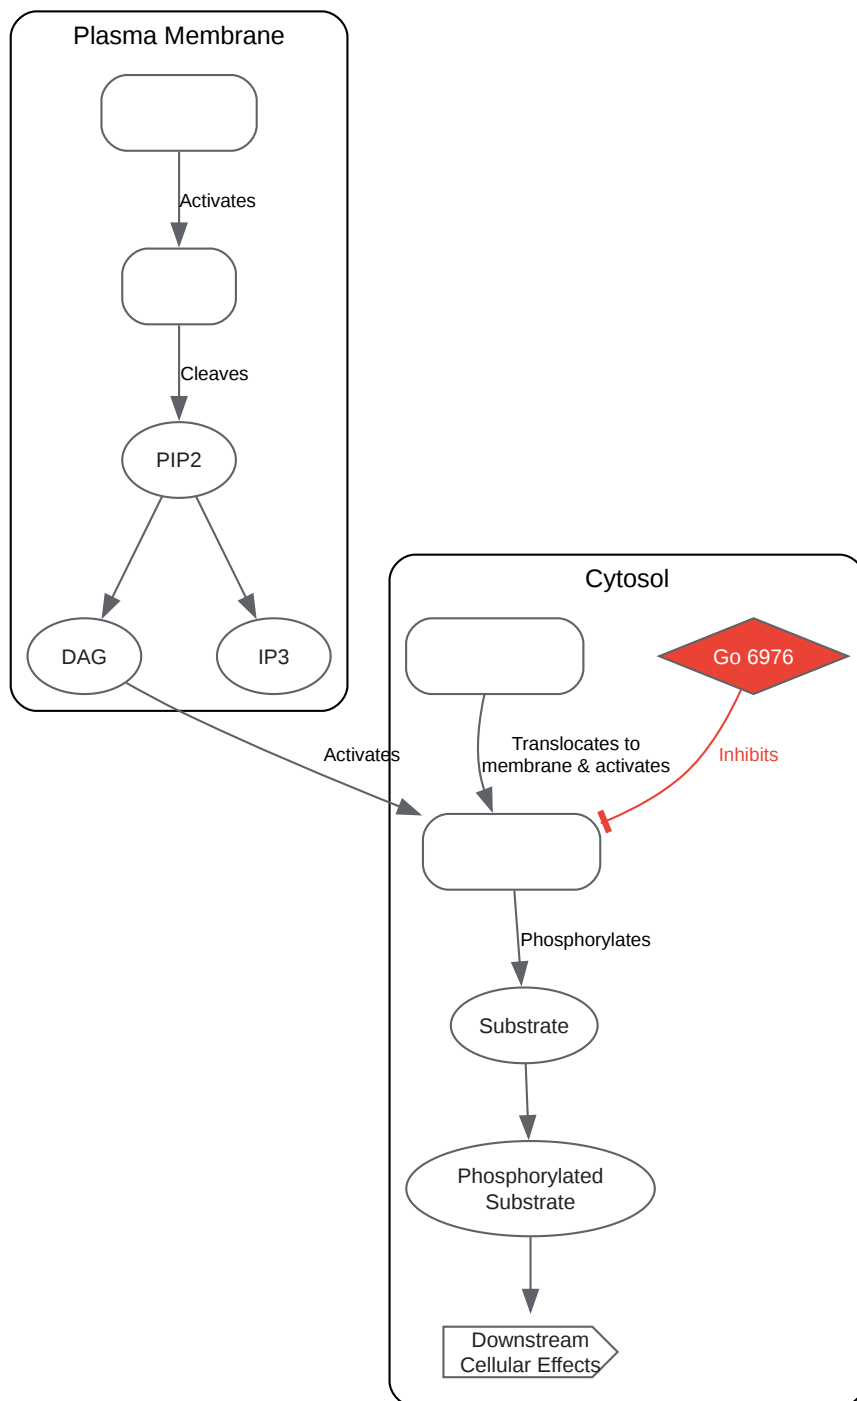 Plasma Membrane
Activates
Cleaves
PIP2
DAG
IP3
Cytosol
Go 6976
Activates
Translocates to
membrane & activates
Inhibits
Phosphorylates
Substrate
Phosphorylated
Substrate
Downstream
Cellular Effects